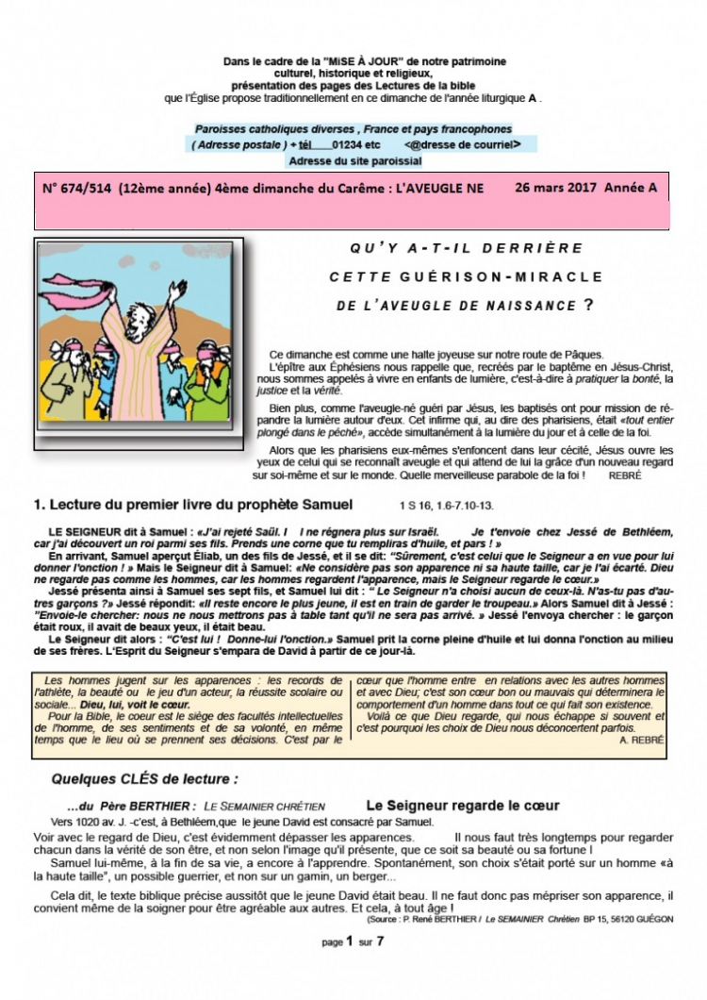 Dans le cadre de la "MiSE À JOUR" de notre patrimoine
culturel, historique et religieux,
présentation des pages des Lectures de la bible
que l'Église propose traditionnellement en ce dimanche de l'année liturgique A .
Paroisses catholiques diverses , France et pays francophones
( Adresse postale ) + tél___01234 etc <@dresse de courriel>
Adresse du site paroissial
N° 674/514 (12ème année) 4ème dimanche du Carême : L'AVEUGLE NE 26 mars 2017 Année A
QU'Y A-T-IL DERRIÈRE
CETTE GUÉRISON-MIRACLE
DE L'AVEUGLE DE NAISSANCE ?
Ce dimanche est comme une halte joyeuse sur notre route de Pâques.
L'épître aux Éphésiens nous rappelle que, recréés par le baptême en Jésus-Christ,
nous sommes appelés à vivre en enfants de lumière, c'est-à-dire à pratiquer la bonté, la
justice et la vérité.
Bien plus, comme l'aveugle-né guéri par Jésus, les baptisés ont pour mission de ré-
pandre la lumière autour d'eux. Cet infirme qui, au dire des pharisiens, était «tout entier
plongé dans le péché», accède simultanément à la lumière du jour et à celle de la foi.
Alors que les pharisiens eux-mêmes s'enfoncent dans leur cécité, Jésus ouvre les
yeux de celui qui se reconnaît aveugle et qui attend de lui la grâce d'un nouveau regard
sur soi-même et sur le monde. Quelle merveilleuse parabole de la foi ! REBRÉ
1. Lecture du premier livre du prophète Samuel 1 S 16, 1.6-7.10-13.
LE SEIGNEUR dit à Samuel : «J'ai rejeté Saül. I l ne régnera plus sur Israël. Je t'envoie chez Jessé de Bethléem,
car j'ai découvert un roi parmi ses fils. Prends une corne que tu rempliras d'huile, et pars ! »
En arrivant, Samuel aperçut Éliab, un des fils de Jessé, et il se dit: "Sûrement, c'est celui que le Seigneur a en vue pour lui
donner l'onction ! » Mais le Seigneur dit à Samuel: «Ne considère pas son apparence ni sa haute taille, car je l'ai écarté. Dieu
ne regarde pas comme les hommes, car les hommes regardent l'apparence, mais le Seigneur regarde le cœur.»
Jessé présenta ainsi à Samuel ses sept fils, et Samuel lui dit : " Le Seigneur n'a choisi aucun de ceux-là. N'as-tu pas d'au-
tres garçons ?» Jessé répondit: «Il reste encore le plus jeune, il est en train de garder le troupeau.» Alors Samuel dit à Jessé :
"Envoie-le chercher: nous ne nous mettrons pas à table tant qu'il ne sera pas arrivé. » Jessé l'envoya chercher : le garçon
était roux, il avait de beaux yeux, il était beau.
Le Seigneur dit alors : "C'est lui ! Donne-lui l'onction.» Samuel prit la corne pleine d'huile et lui donna l'onction au milieu
de ses frères. L'Esprit du Seigneur s'empara de David à partir de ce jour-là.
Les hommes jugent sur les apparences : les records de
l'athlète, la beauté ou le jeu d'un acteur, la réussite scolaire ou
sociale... Dieu, lui, voit le cœur.
Pour la Bible, le coeur est le siège des facultés intellectuelles
de l'homme, de ses sentiments et de sa volonté, en même
temps que le lieu où se prennent ses décisions. C'est par le
cœur que l'homme entre en relations avec les autres hommes
et avec Dieu; c'est son cœur bon ou mauvais qui déterminera le
comportement d'un homme dans tout ce qui fait son existence.
Voilà ce que Dieu regarde, qui nous échappe si souvent et
c'est pourquoi les choix de Dieu nous déconcertent parfois.
A. REBRÉ
Quelques CLÉS de lecture :
...du Père BERTHIER : LE SEMAINIER CHRÉTIEN Le Seigneur regarde le cœur
Vers 1020 av. J. -c'est, à Bethléem,que le jeune David est consacré par Samuel.
Voir avec le regard de Dieu, c'est évidemment dépasser les apparences. Il nous faut très longtemps pour regarder
chacun dans la vérité de son être, et non selon l'image qu'il présente, que ce soit sa beauté ou sa fortune !
Samuel lui-même, à la fin de sa vie, a encore à l'apprendre. Spontanément, son choix s'était porté sur un homme «à
la haute taille", un possible guerrier, et non sur un gamin, un berger...
Cela dit, le texte biblique précise aussitôt que le jeune David était beau. Il ne faut donc pas mépriser son apparence, il
convient même de la soigner pour être agréable aux autres. Et cela, à tout âge !
(Source : P. René BERTHIER / Le SEMAINIER Chrétien BP 15, 56120 GUÉGON
page 1 sur 7